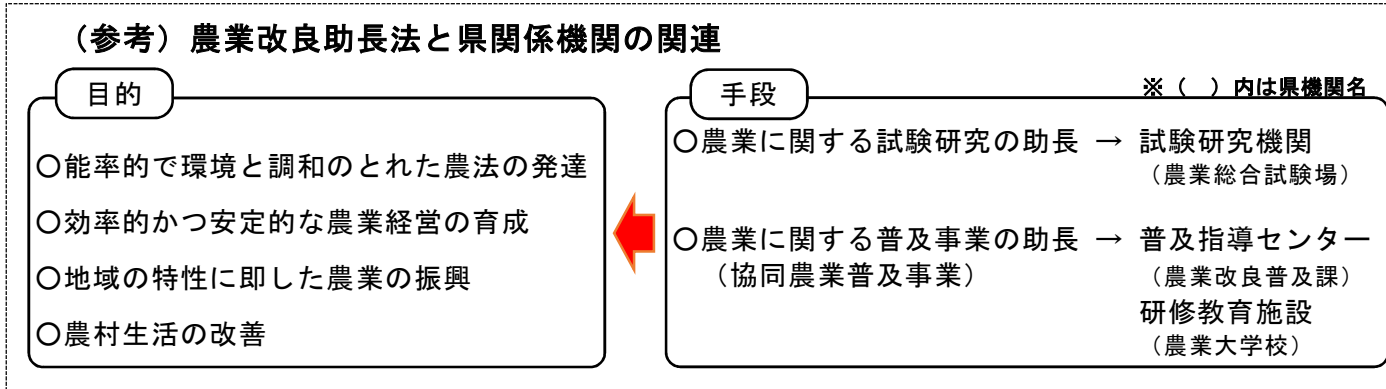 （参考）農業改良助長法と県関係機関の関連
目的
○能率的で環境と調和のとれた農法の発達
○効率的かつ安定的な農業経営の育成
○地域の特性に即した農業の振興
○農村生活の改善
手段
※（　）内は県機関名
○農業に関する試験研究の助長 → 試験研究機関
（農業総合試験場）
○農業に関する普及事業の助長 → 普及指導センター
（協同農業普及事業）　（農業改良普及課）
研修教育施設
（農業大学校）